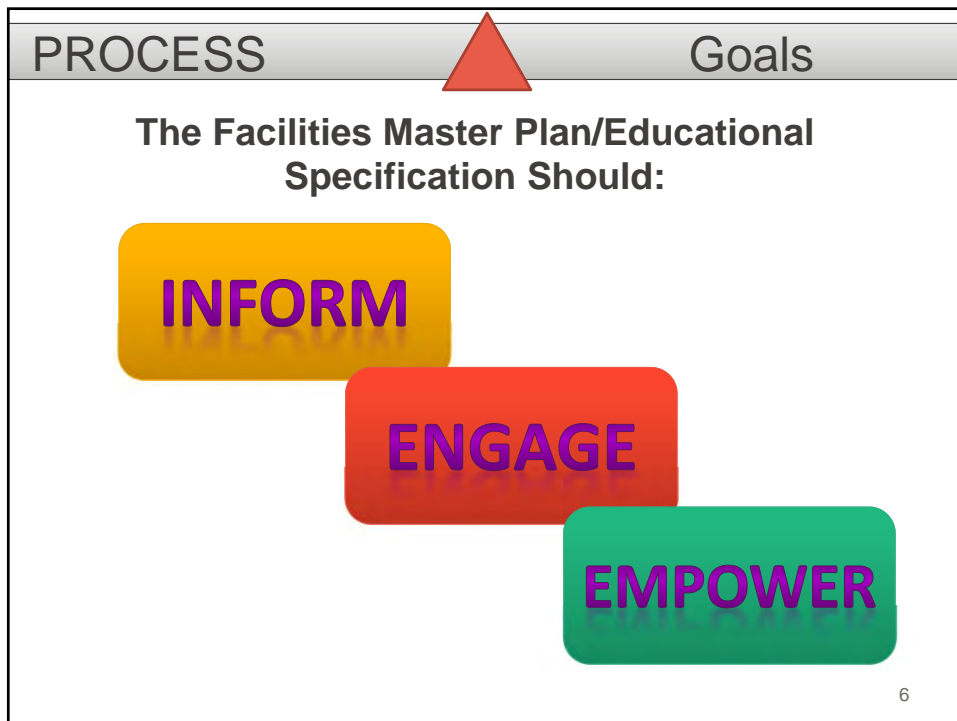 PROCESS Goals
The Facilities Master Plan/Educational
Specification Should:
INFORM
ENGAGE
EMPOWER
6